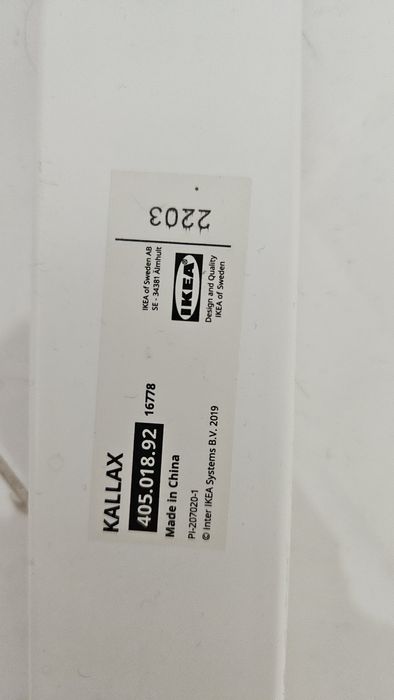 KALLAX
405.018.92 16778
Made in China
PI-207020-1
© Inter IKEA Systems B.V. 2019
IKEA of Sweden AB
SE - 34381 Älmhult
IKEA®
Design and Quality
IKEA of Sweden
2203